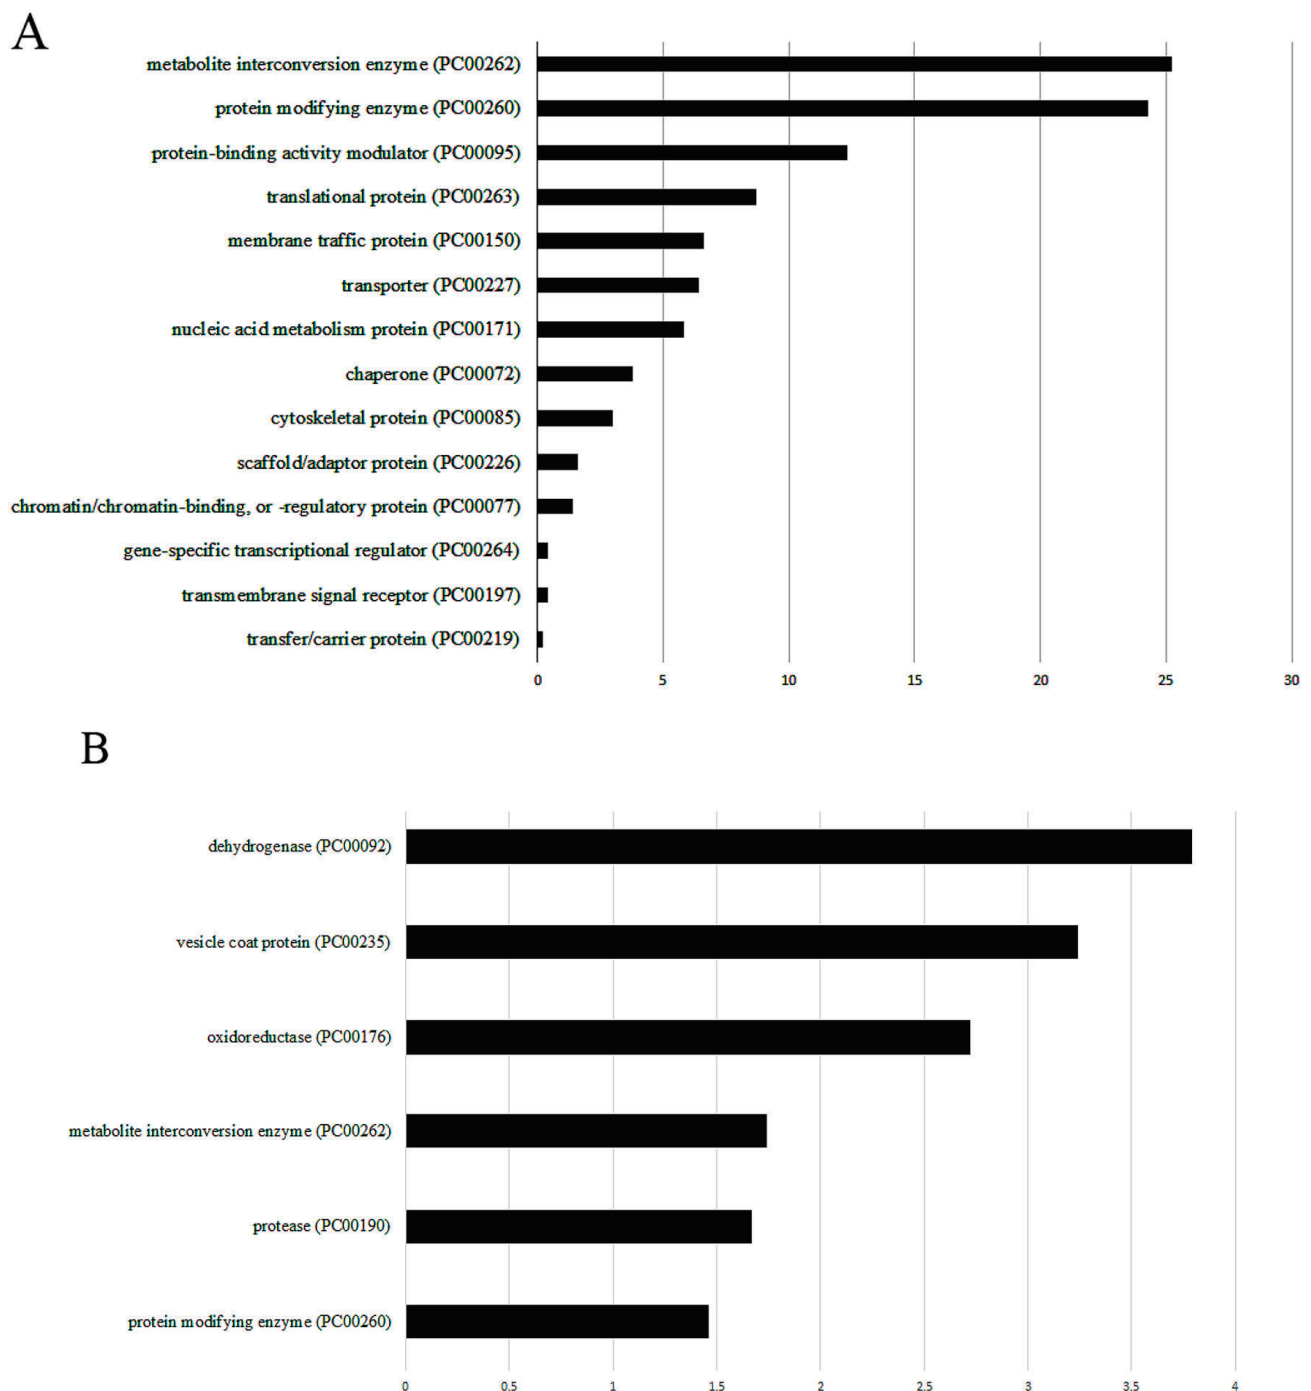 A
metabolite interconversion enzyme (PC00262)
protein modifying enzyme (PC00260)
protein-binding activity modulator (PC00095)
translational protein (PC00263)
membrane traffic protein (PC00150)
transporter (PC00227)
nucleic acid metabolism protein (PC00171)
chaperone (PC00072)
cytoskeletal protein (PC00085)
scaffold/adaptor protein (PC00226)
chromatin/chromatin-binding, or -regulatory protein (PC00077)
gene-specific transcriptional regulator (PC00264)
transmembrane signal receptor (PC00197)
transfer/carrier protein (PC00219)
0 5 10 15 20 25 30
B
dehydrogenase (PC00092)
vesicle coat protein (PC00235)
oxidoreductase (PC00176)
metabolite interconversion enzyme (PC00262)
protease (PC00190)
protein modifying enzyme (PC00260)
0 0.5 1 1.5 2 2.5 3 3.5 4